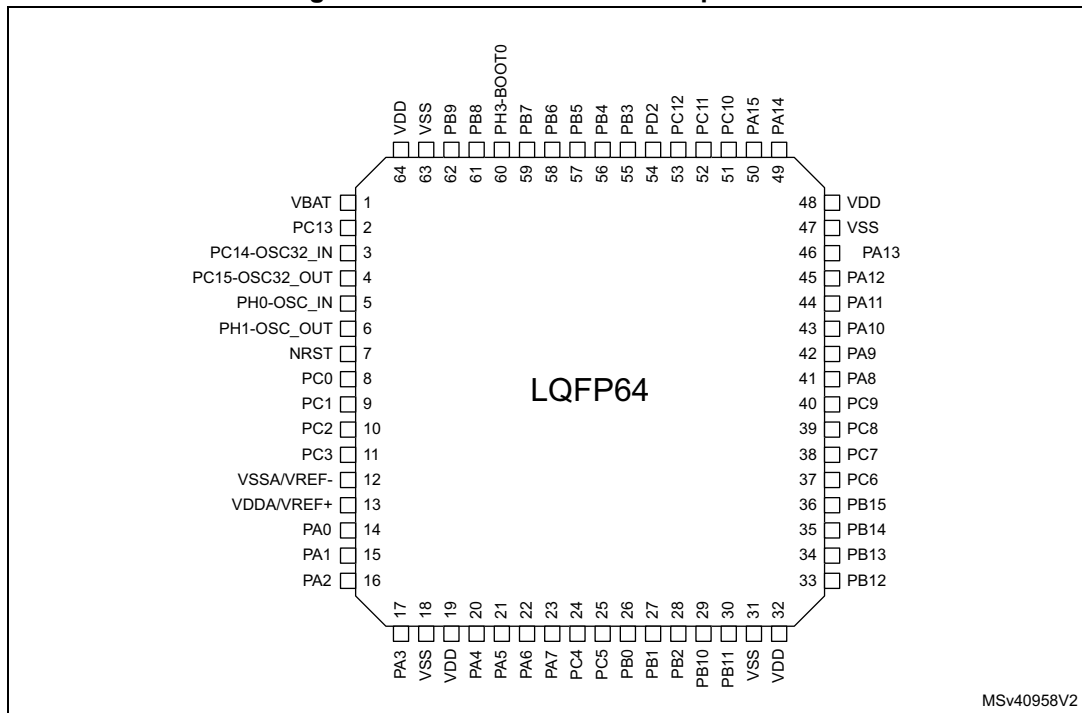 VDD
VSS
PB9
PB8
PH3-BOOT0
PB7
PB6
PB5
PB4
PB3
PD2
PC12
PC11
PC10
PA15
PA14
64 63 62 61 60 59 58 57 56 55 54 53 52 51 50 49
VBAT 1
PC13 2
PC14-OSC32_IN 3
PC15-OSC32_OUT 4
PH0-OSC_IN 5
PH1-OSC_OUT 6
NRST 7
PC0 8
PC1 9
PC2 10
PC3 11
VSSA/VREF- 12
VDDA/VREF+ 13
PA0 14
PA1 15
PA2 16
LQFP64
48 VDD
47 VSS
46 PA13
45 PA12
44 PA11
43 PA10
42 PA9
41 PA8
40 PC9
39 PC8
38 PC7
37 PC6
36 PB15
35 PB14
34 PB13
33 PB12
17 18 19 20 21 22 23 24 25 26 27 28 29 30 31 32
PA3
VSS
VDD
PA4
PA5
PA6
PA7
PC4
PC5
PB0
PB1
PB2
PB10
PB11
VSS
VDD
MSv40958V2